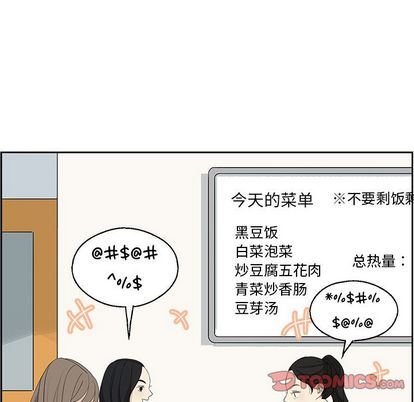 今天的菜单 ※不要剩饭剩
黑豆饭
白菜泡菜
炒豆腐五花肉
青菜炒香肠
豆芽汤
总热量：
@#$@#
^%$
*%$#%
$@%@
TOOMICS.COM